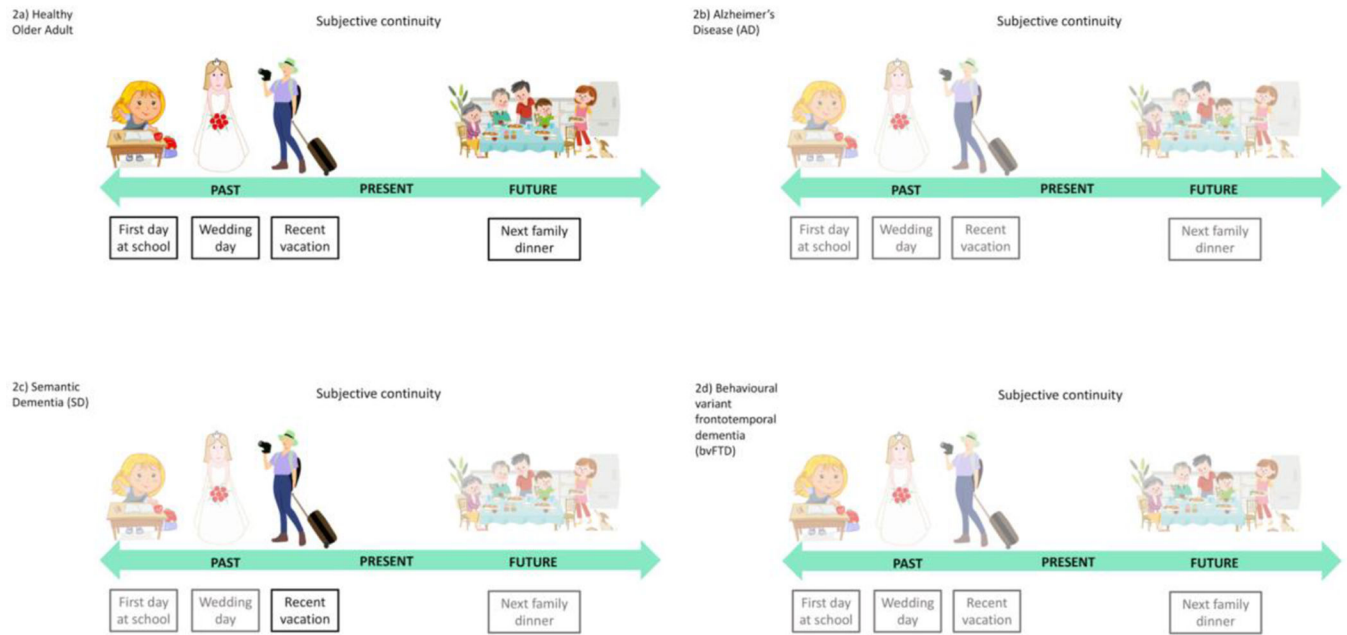 2a) Healthy
Older Adult
Subjective continuity
PAST
PRESENT
FUTURE
First day
at school
Wedding
day
Recent
vacation
Next family
dinner
2b) Alzheimer's
Disease (AD)
Subjective continuity
PAST
PRESENT
FUTURE
First day
at school
Wedding
day
Recent
vacation
Next family
dinner
2c) Semantic
Dementia (SD)
Subjective continuity
PAST
PRESENT
FUTURE
First day
at school
Wedding
day
Recent
vacation
Next family
dinner
2d) Behavioural
variant
frontotemporal
dementia
(bvFTD)
Subjective continuity
PAST
PRESENT
FUTURE
First day
at school
Wedding
day
Recent
vacation
Next family
dinner